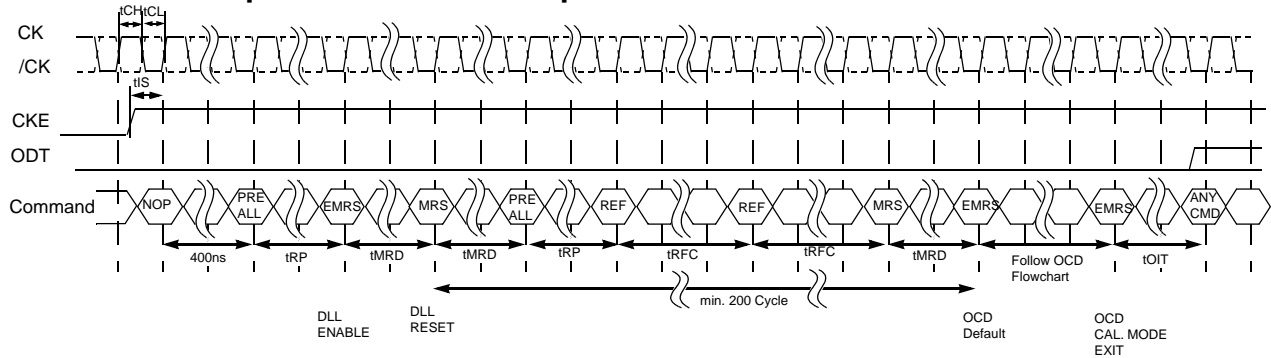 tCH tCL
CK
/CK
tIS
CKE
ODT
Command
NOP
PRE
ALL
EMRS
MRS
PRE
ALL
REF
REF
MRS
EMRS
EMRS
ANY
CMD
400ns
tRP
tMRD
tMRD
tRP
tRFC
tRFC
tMRD
Follow OCD
Flowchart
tOIT
min. 200 Cycle
DLL
ENABLE
DLL
RESET
OCD
Default
OCD
CAL. MODE
EXIT